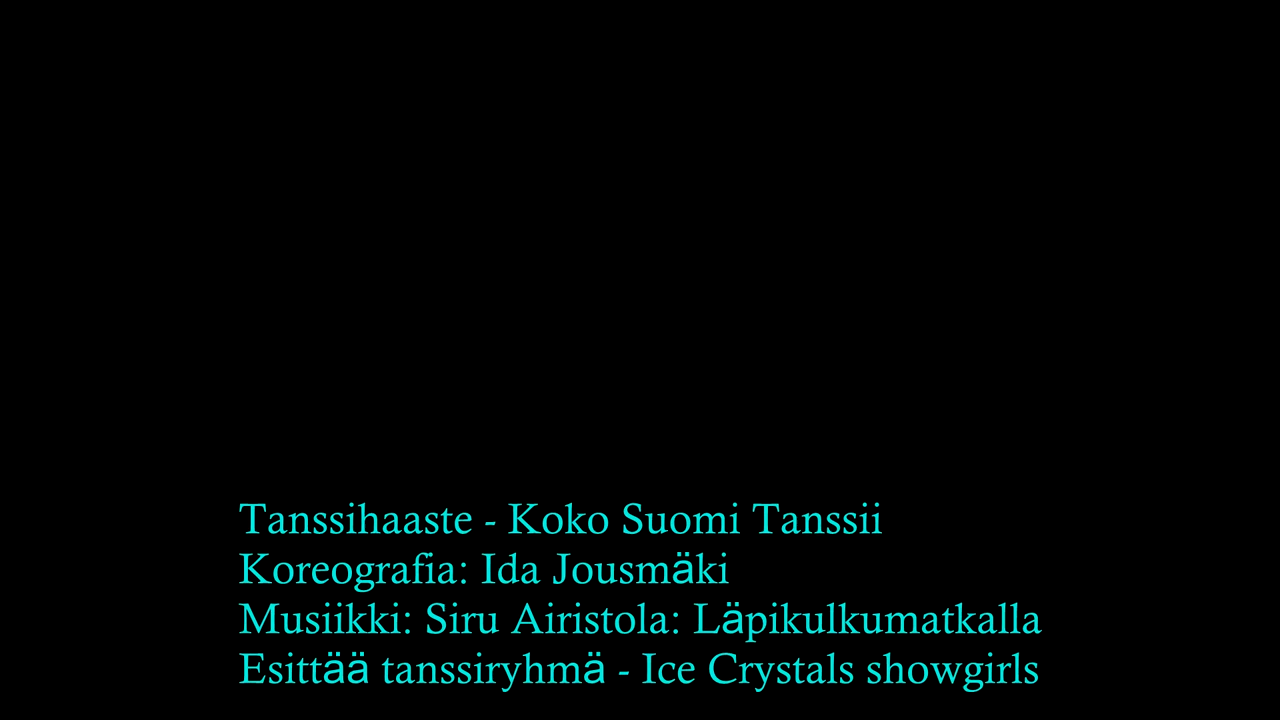 Tanssihaaste - Koko Suomi Tanssii
Koreografia: Ida Jousmäki
Musiikki: Siru Airistola: Läpikulkumatkalla
Esittää tanssiryhmä - Ice Crystals showgirls